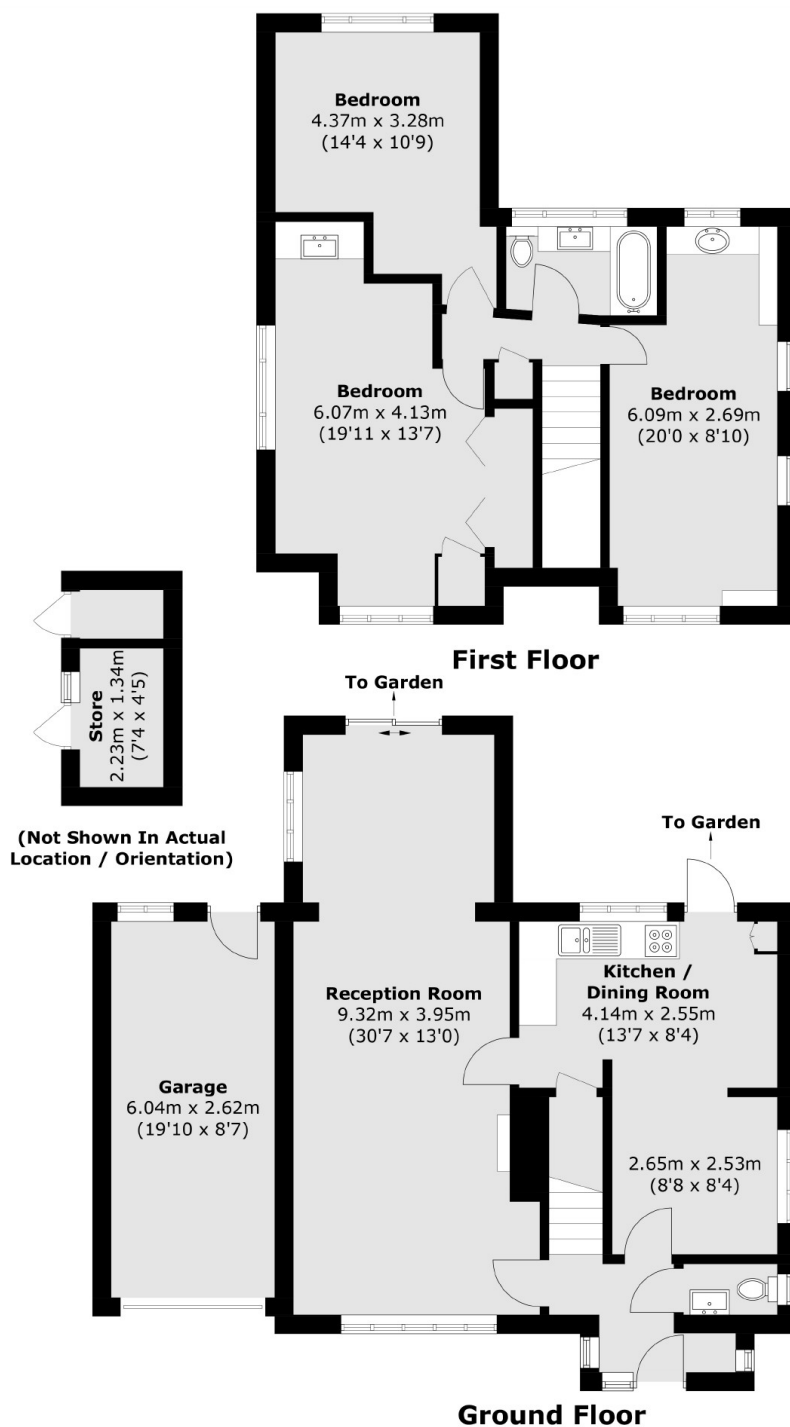 Bedroom
4.37m x 3.28m
(14'4 x 10'9)
Bedroom
6.07m x 4.13m
(19'11 x 13'7)
Bedroom
6.09m x 2.69m
(20'0 x 8'10)
First Floor
Store
2.23m x 1.34m
(7'4 x 4'5)
(Not Shown In Actual
Location / Orientation)
To Garden
To Garden
Reception Room
9.32m x 3.95m
(30'7 x 13'0)
Kitchen /
Dining Room
4.14m x 2.55m
(13'7 x 8'4)
Garage
6.04m x 2.62m
(19'10 x 8'7)
2.65m x 2.53m
(8'8 x 8'4)
Ground Floor